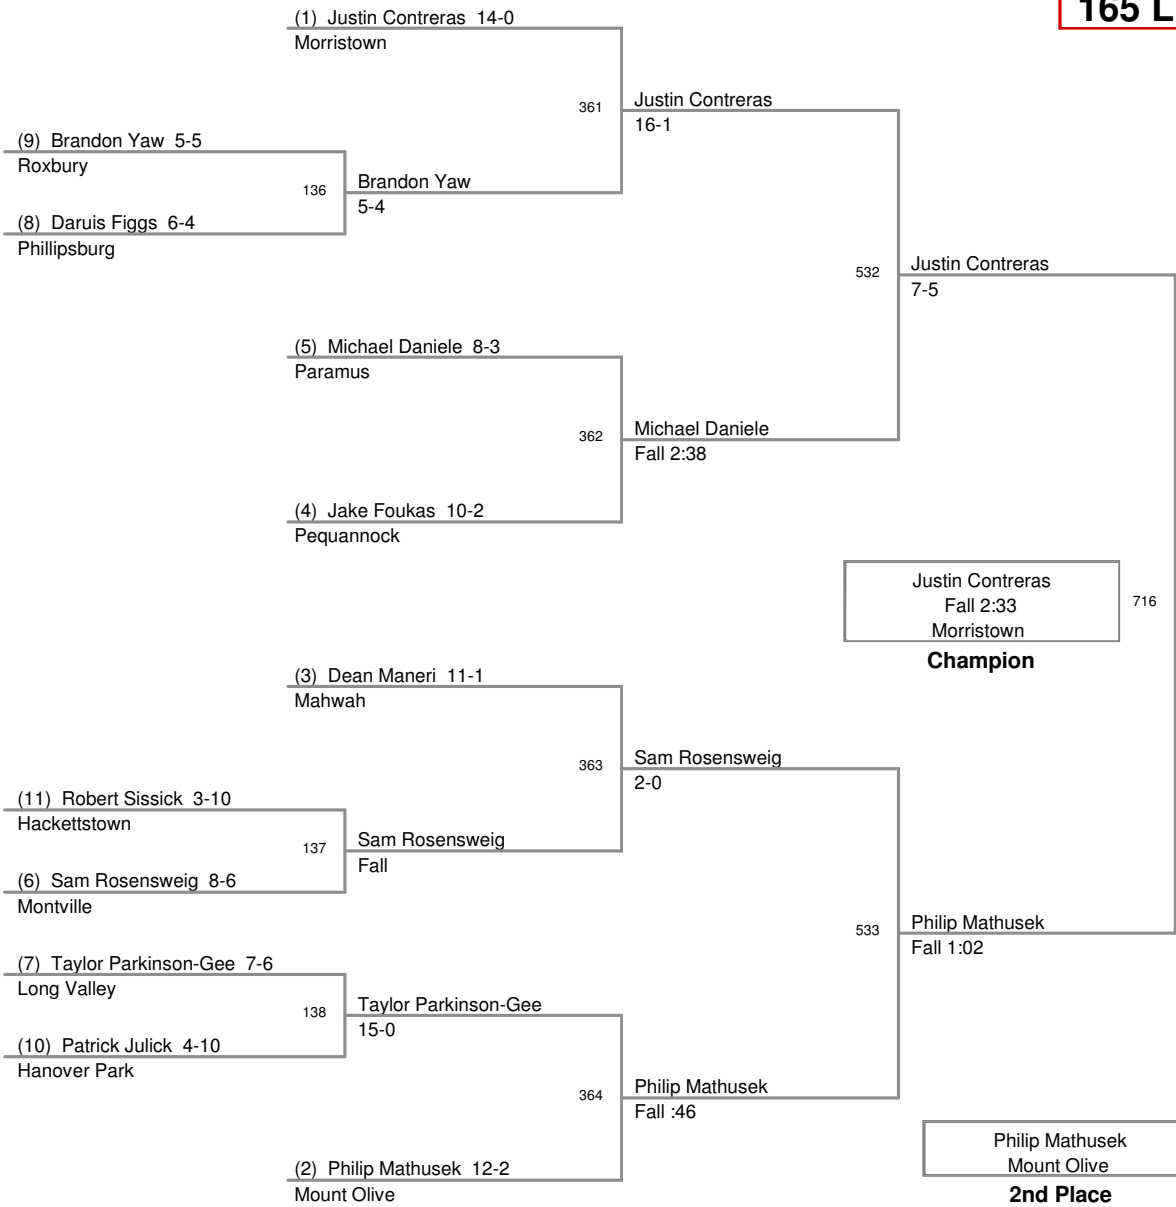 165 L
(1) Justin Contreras 14-0
Morristown
361
Justin Contreras
16-1
(9) Brandon Yaw 5-5
Roxbury
136
Brandon Yaw
5-4
(8) Daruis Figgs 6-4
Phillipsburg
532
Justin Contreras
7-5
(5) Michael Daniele 8-3
Paramus
362
Michael Daniele
Fall 2:38
(4) Jake Foukas 10-2
Pequannock
Justin Contreras
Fall 2:33
Morristown
716
Champion
(3) Dean Maneri 11-1
Mahwah
363
Sam Rosensweig
2-0
(11) Robert Sissick 3-10
Hackettstown
137
Sam Rosensweig
Fall
(6) Sam Rosensweig 8-6
Montville
533
Philip Mathusek
Fall 1:02
(7) Taylor Parkinson-Gee 7-6
Long Valley
138
Taylor Parkinson-Gee
15-0
(10) Patrick Julick 4-10
Hanover Park
364
Philip Mathusek
Fall :46
(2) Philip Mathusek 12-2
Mount Olive
Philip Mathusek
Mount Olive
2nd Place